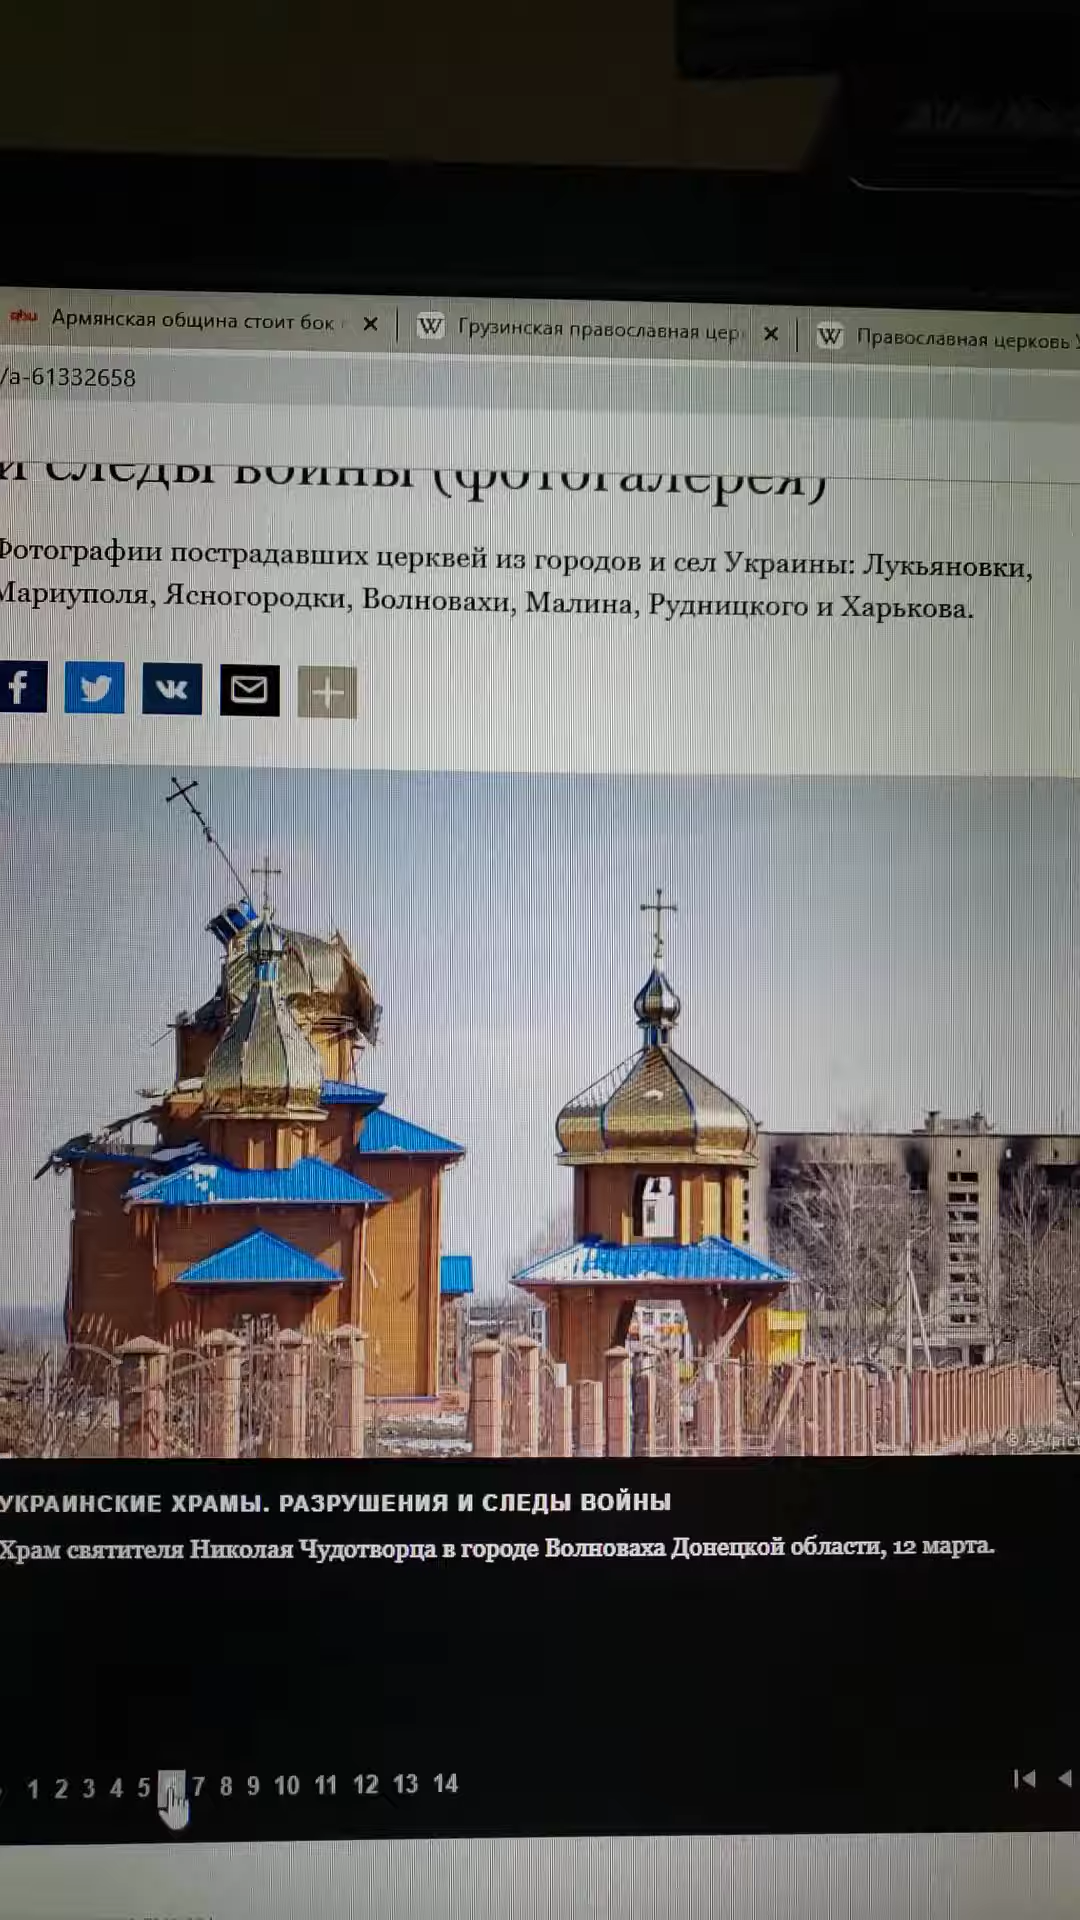 qbu Армянская община стоит бок
W Грузинская православная цер
W Православная церковь У
/a-61332658
и следы войны (фотогалерея)
Фотографии пострадавших церквей из городов и сел Украины: Лукьяновки,
Мариуполя, Ясногородки, Волновахи, Малина, Рудницкого и Харькова.
УКРАИНСКИЕ ХРАМЫ. РАЗРУШЕНИЯ И СЛЕДЫ ВОЙНЫ
Храм святителя Николая Чудотворца в городе Волноваха Донецкой области, 12 марта.
1 2 3 4 5 7 8 9 10 11 12 13 14